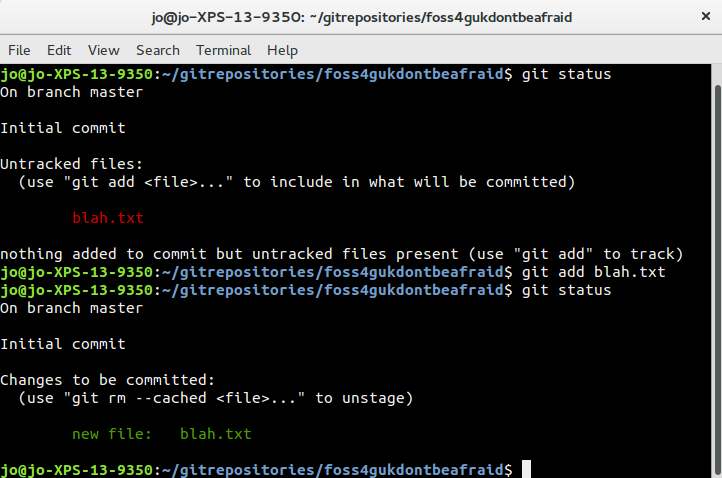 jo@jo-XPS-13-9350: ~/gitrepositories/foss4gukdontbeafraid
File Edit View Search Terminal Help
jo@jo-XPS-13-9350:~/gitrepositories/foss4gukdontbeafraid$ git status
On branch master
Initial commit
Untracked files:
  (use "git add <file>..." to include in what will be committed)
        blah.txt
nothing added to commit but untracked files present (use "git add" to track)
jo@jo-XPS-13-9350:~/gitrepositories/foss4gukdontbeafraid$ git add blah.txt
jo@jo-XPS-13-9350:~/gitrepositories/foss4gukdontbeafraid$ git status
On branch master
Initial commit
Changes to be committed:
  (use "git rm --cached <file>..." to unstage)
        new file:   blah.txt
jo@jo-XPS-13-9350:~/gitrepositories/foss4gukdontbeafraid$